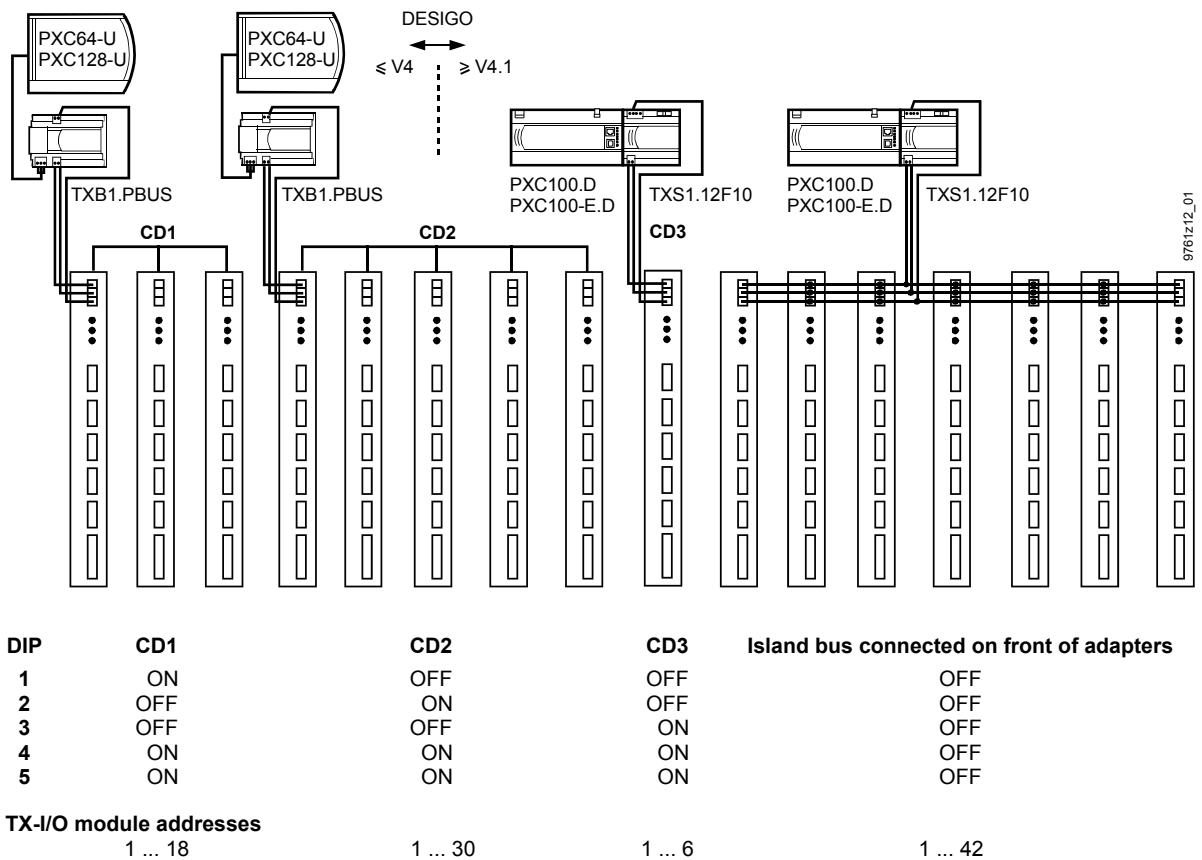 DESIGO
PXC64-U
PXC128-U
PXC64-U
PXC128-U
≤ V4
≥ V4.1
TXB1.PBUS
TXB1.PBUS
PXC100.D
PXC100-E.D
TXS1.12F10
PXC100.D
PXC100-E.D
TXS1.12F10
9761z12_01
CD1
CD2
CD3
DIP CD1 CD2 CD3 Island bus connected on front of adapters
1 ON OFF OFF OFF
2 OFF ON OFF OFF
3 OFF OFF ON OFF
4 ON ON ON OFF
5 ON ON ON OFF
TX-I/O module addresses
1 ... 18 1 ... 30 1 ... 6 1 ... 42